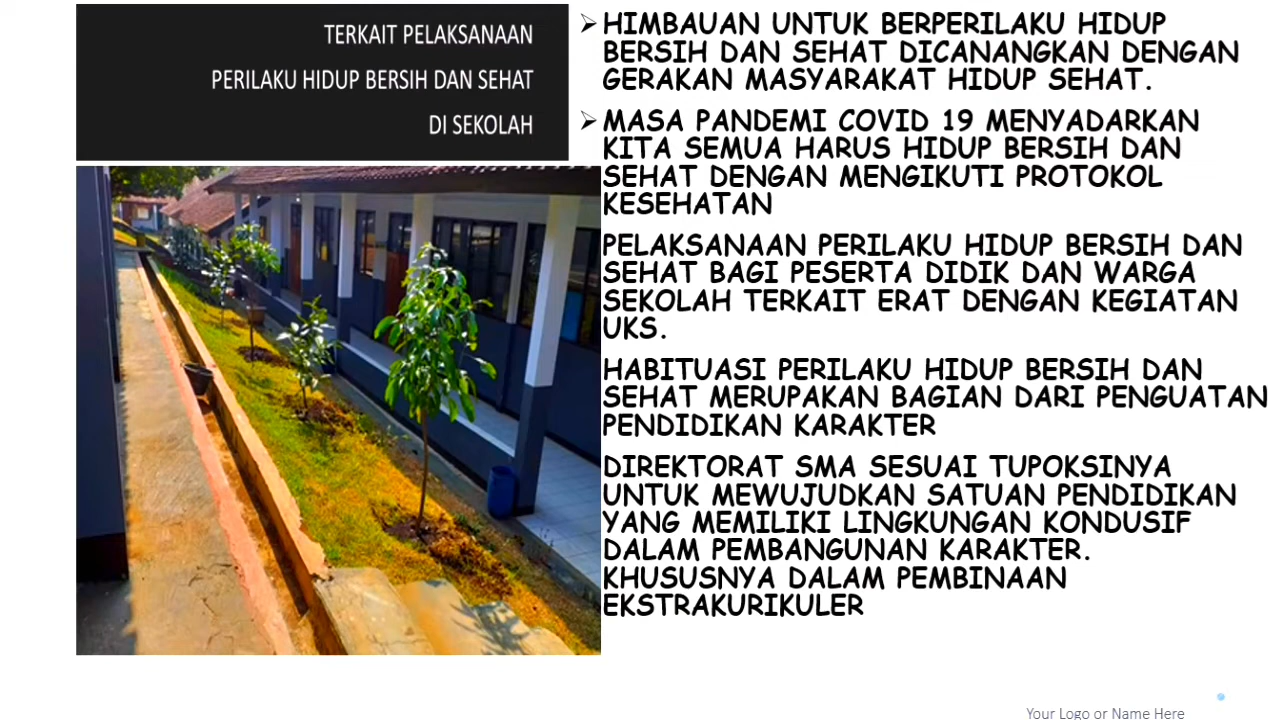 TERKAIT PELAKSANAAN
PERILAKU HIDUP BERSIH DAN SEHAT
DI SEKOLAH
HIMBAUAN UNTUK BERPERILAKU HIDUP
BERSIH DAN SEHAT DICANANGKAN DENGAN
GERAKAN MASYARAKAT HIDUP SEHAT.
MASA PANDEMI COVID 19 MENYADARKAN
KITA SEMUA HARUS HIDUP BERSIH DAN
SEHAT DENGAN MENGIKUTI PROTOKOL
KESEHATAN
PELAKSANAAN PERILAKU HIDUP BERSIH DAN
SEHAT BAGI PESERTA DIDIK DAN WARGA
SEKOLAH TERKAIT ERAT DENGAN KEGIATAN
UKS.
HABITUASI PERILAKU HIDUP BERSIH DAN
SEHAT MERUPAKAN BAGIAN DARI PENGUATAN
PENDIDIKAN KARAKTER
DIREKTORAT SMA SESUAI TUPOKSINYA
UNTUK MEWUJUDKAN SATUAN PENDIDIKAN
YANG MEMILIKI LINGKUNGAN KONDUSIF
DALAM PEMBANGUNAN KARAKTER.
KHUSUSNYA DALAM PEMBINAAN
EKSTRAKURIKULER
Your Logo or Name Here